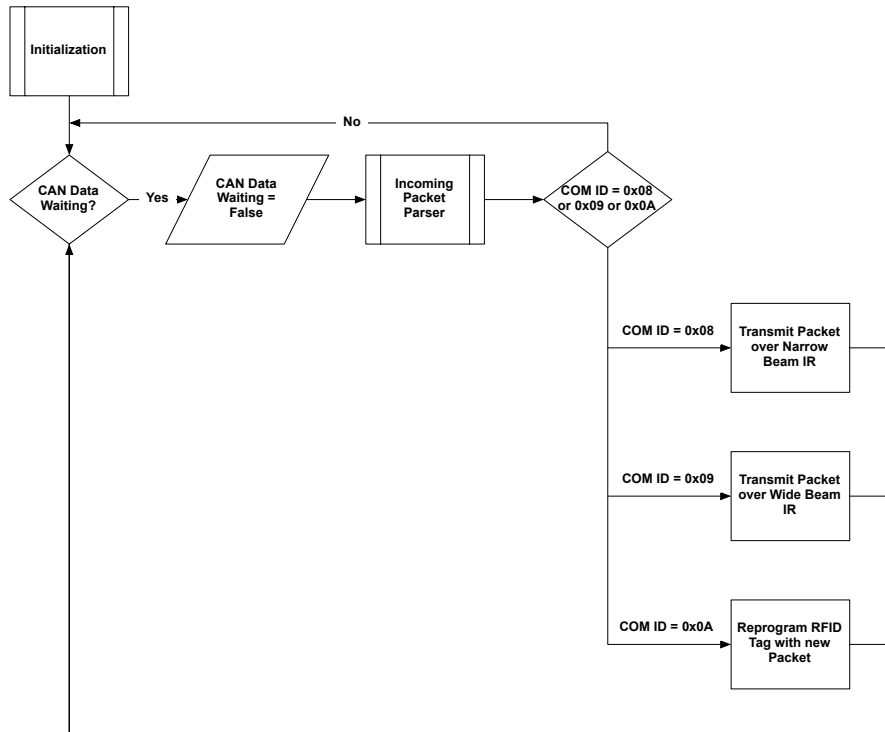 Initialization
No
CAN Data
Waiting?
Yes
CAN Data
Waiting =
False
Incoming
Packet
Parser
COM ID = 0x08
or 0x09 or 0x0A
COM ID = 0x08
Transmit Packet
over Narrow
Beam IR
COM ID = 0x09
Transmit Packet
over Wide Beam
IR
COM ID = 0x0A
Reprogram RFID
Tag with new
Packet